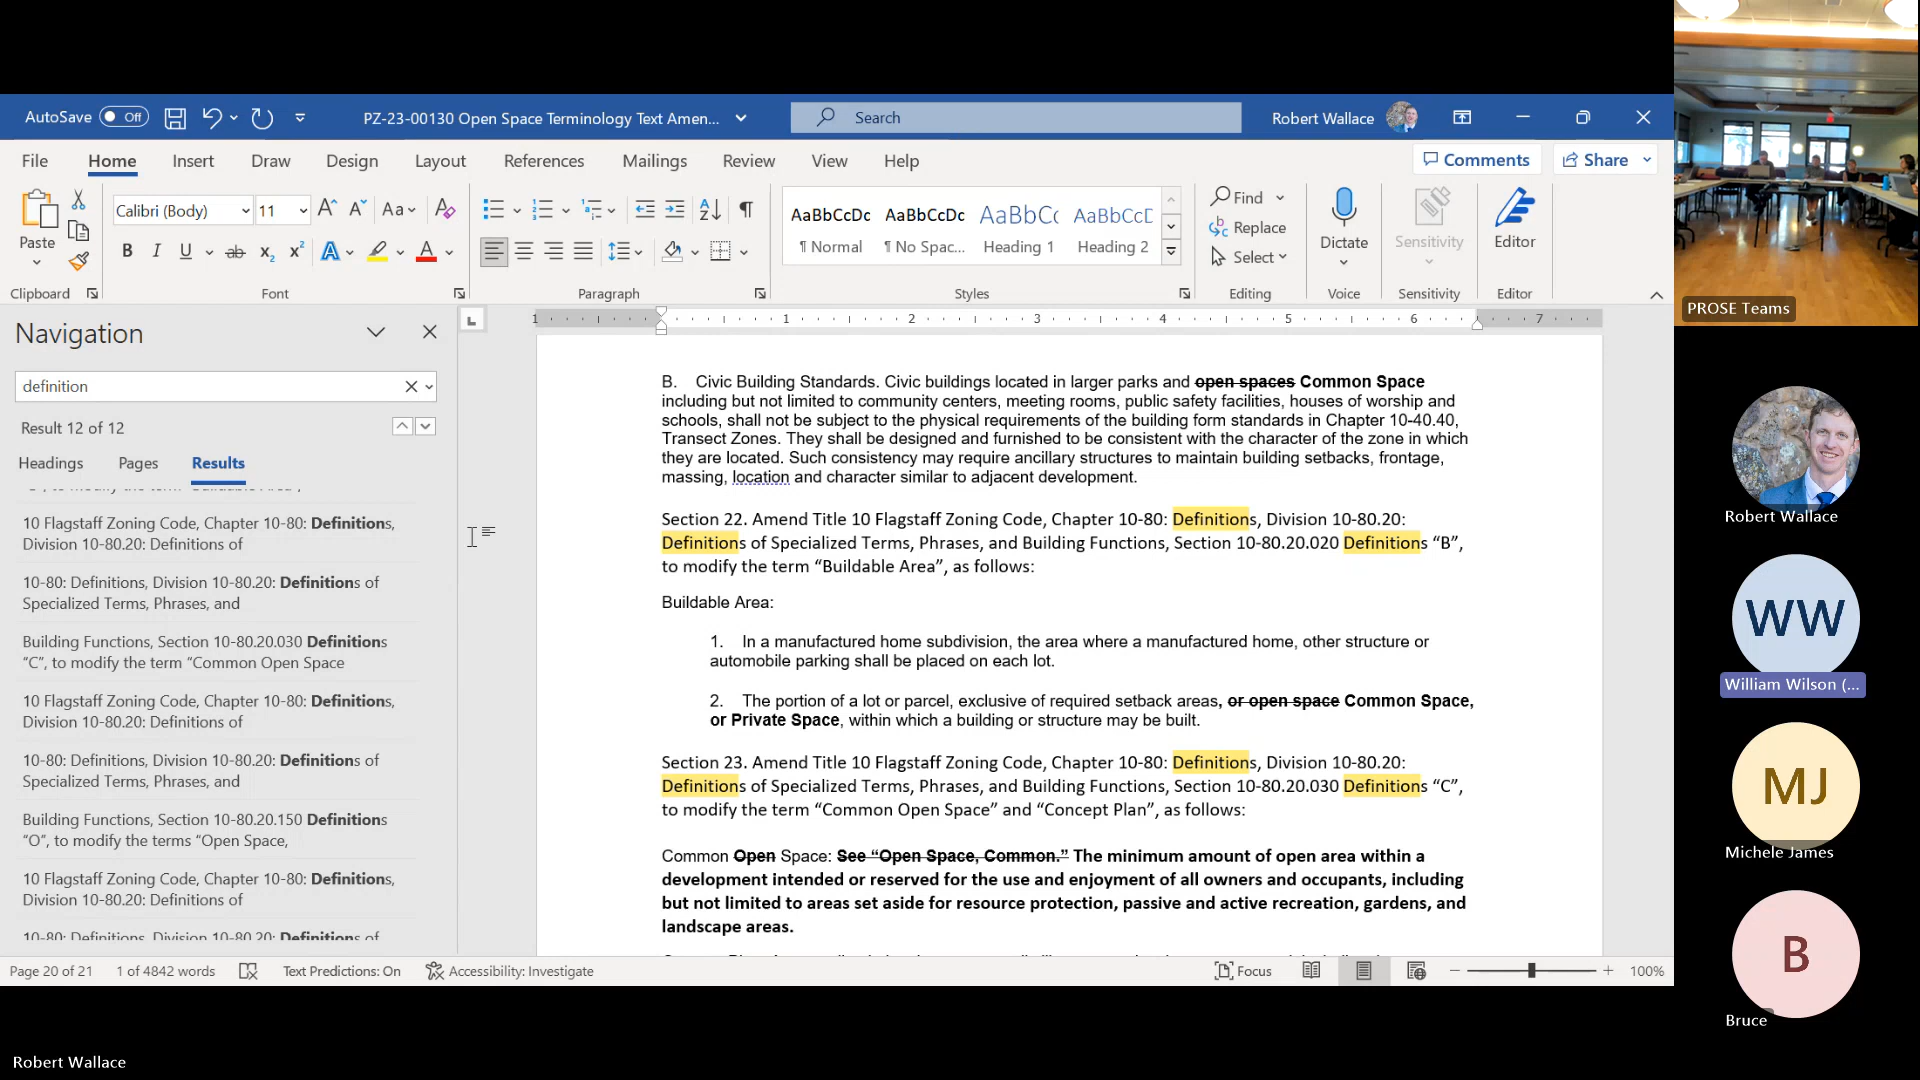 AutoSave Off PZ-23-00130 Open Space Terminology Text Amen... Search Robert Wallace
File Home Insert Draw Design Layout References Mailings Review View Help Comments Share
Paste
Clipboard
Calibri (Body) 11
Font
Paragraph
AaBbCcDc AaBbCcDc AaBbCc AaBbCcD
¶ Normal ¶ No Spac... Heading 1 Heading 2
Styles
Find
Replace
Select
Editing
Dictate
Voice
Sensitivity
Sensitivity
Editor
Editor
Navigation
definition
Result 12 of 12
Headings Pages Results
10 Flagstaff Zoning Code, Chapter 10-80: Definitions,
Division 10-80.20: Definitions of
10-80: Definitions, Division 10-80.20: Definitions of
Specialized Terms, Phrases, and
Building Functions, Section 10-80.20.030 Definitions
“C”, to modify the term “Common Open Space
10 Flagstaff Zoning Code, Chapter 10-80: Definitions,
Division 10-80.20: Definitions of
10-80: Definitions, Division 10-80.20: Definitions of
Specialized Terms, Phrases, and
Building Functions, Section 10-80.20.150 Definitions
“O”, to modify the terms “Open Space,
10 Flagstaff Zoning Code, Chapter 10-80: Definitions,
Division 10-80.20: Definitions of
10-80: Definitions, Division 10-80.20: Definitions of
1 1 2 3 4 5 6 7
B. Civic Building Standards. Civic buildings located in larger parks and open spaces Common Space
including but not limited to community centers, meeting rooms, public safety facilities, houses of worship and
schools, shall not be subject to the physical requirements of the building form standards in Chapter 10-40.40,
Transect Zones. They shall be designed and furnished to be consistent with the character of the zone in which
they are located. Such consistency may require ancillary structures to maintain building setbacks, frontage,
massing, location and character similar to adjacent development.
Section 22. Amend Title 10 Flagstaff Zoning Code, Chapter 10-80: Definitions, Division 10-80.20:
Definitions of Specialized Terms, Phrases, and Building Functions, Section 10-80.20.020 Definitions “B”,
to modify the term “Buildable Area”, as follows:
Buildable Area:
1. In a manufactured home subdivision, the area where a manufactured home, other structure or
automobile parking shall be placed on each lot.
2. The portion of a lot or parcel, exclusive of required setback areas, or open space Common Space,
or Private Space, within which a building or structure may be built.
Section 23. Amend Title 10 Flagstaff Zoning Code, Chapter 10-80: Definitions, Division 10-80.20:
Definitions of Specialized Terms, Phrases, and Building Functions, Section 10-80.20.030 Definitions “C”,
to modify the term “Common Open Space” and “Concept Plan”, as follows:
Common Open Space: See “Open Space, Common.” The minimum amount of open area within a
development intended or reserved for the use and enjoyment of all owners and occupants, including
but not limited to areas set aside for resource protection, passive and active recreation, gardens, and
landscape areas.
Page 20 of 21 1 of 4842 words Text Predictions: On Accessibility: Investigate Focus 100%
PROSE Teams
Robert Wallace
WW
William Wilson (...
MJ
Michele James
B
Bruce
Robert Wallace